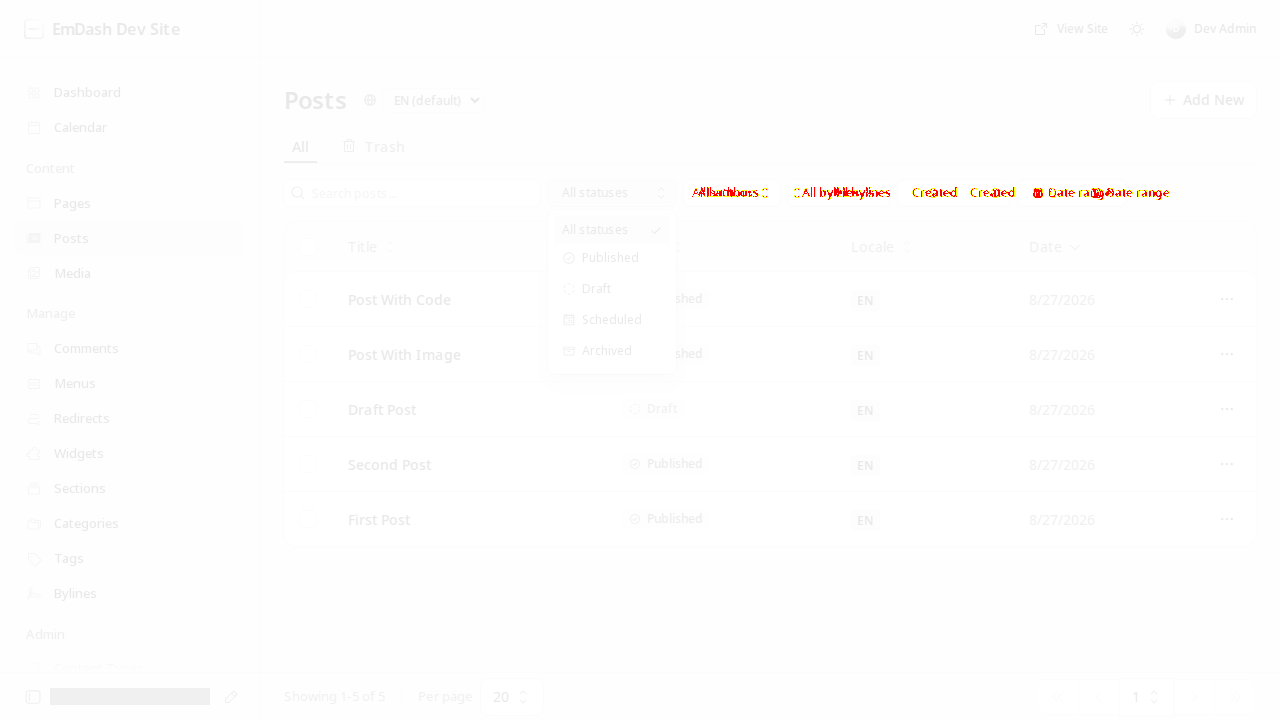 EmDash Dev Site
View Site
Dev Admin
Dashboard
Calendar
Content
Pages
Posts
Media
Manage
Comments
Menus
Redirects
Widgets
Sections
Categories
Tags
Bylines
Admin
Posts
EN (default)
Add New
All
Trash
Search posts...
All statuses
Created
Created
Date range
All statuses
Published
Draft
Scheduled
Archived
Title
Locale
Date
Post With Code
EN
8/27/2026
Post With Image
EN
8/27/2026
Draft Post
Draft
EN
8/27/2026
Second Post
Published
EN
8/27/2026
First Post
Published
EN
8/27/2026
Showing 1-5 of 5
Per page
20
1